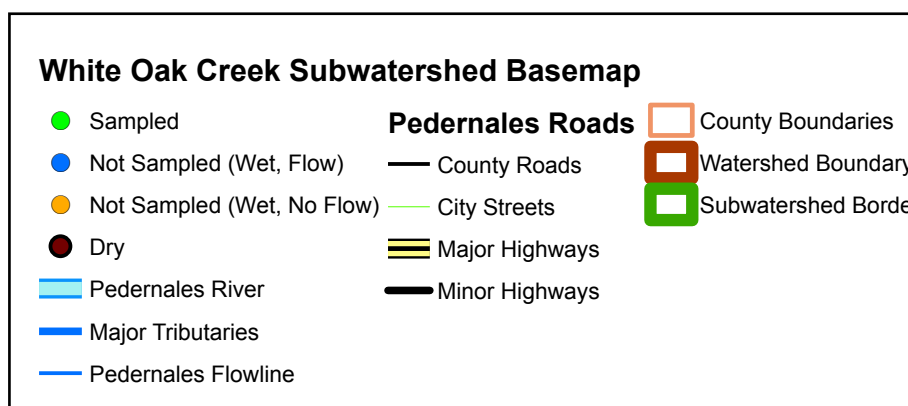 White Oak Creek Subwatershed Basemap
Sampled
Not Sampled (Wet, Flow)
Not Sampled (Wet, No Flow)
Dry
Pedernales River
Major Tributaries
Pedernales Flowline
Pedernales Roads
County Roads
City Streets
Major Highways
Minor Highways
County Boundaries
Watershed Boundary
Subwatershed Borde